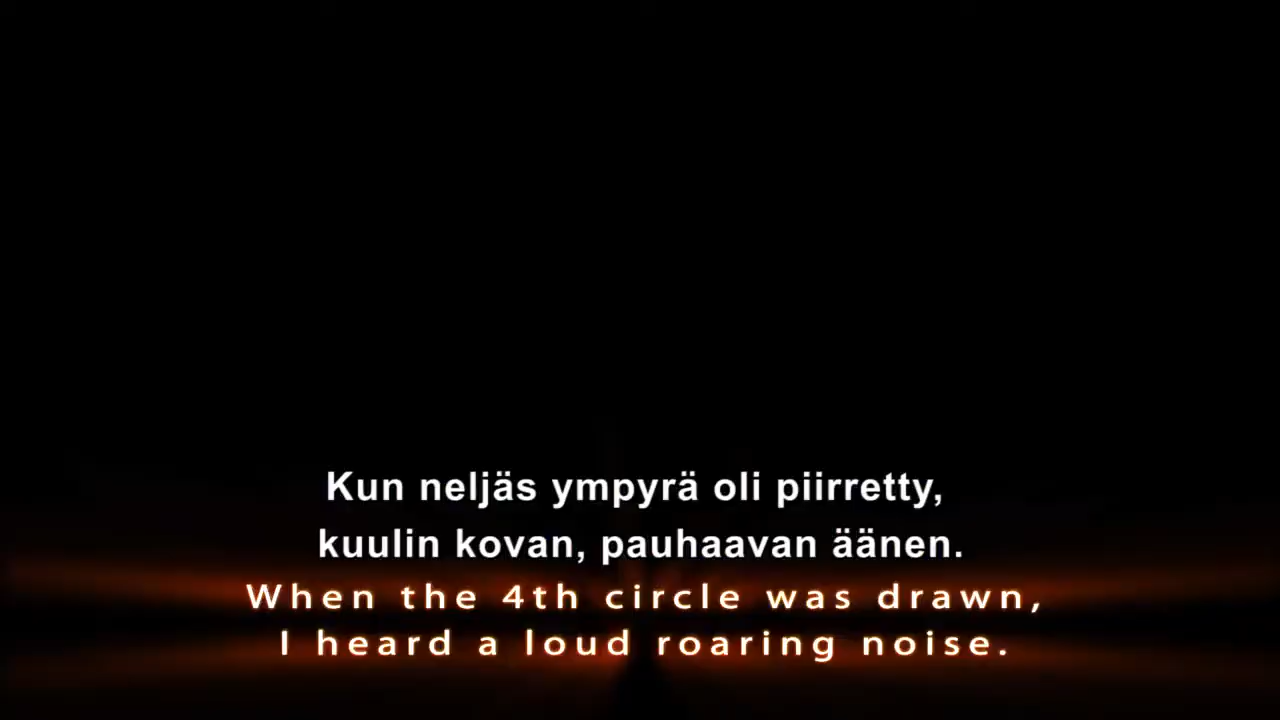 Kun neljäs ympyrä oli piirretty,
kuulin kovan, pauhaavan äänen.
When the 4th circle was drawn,
I heard a loud roaring noise.